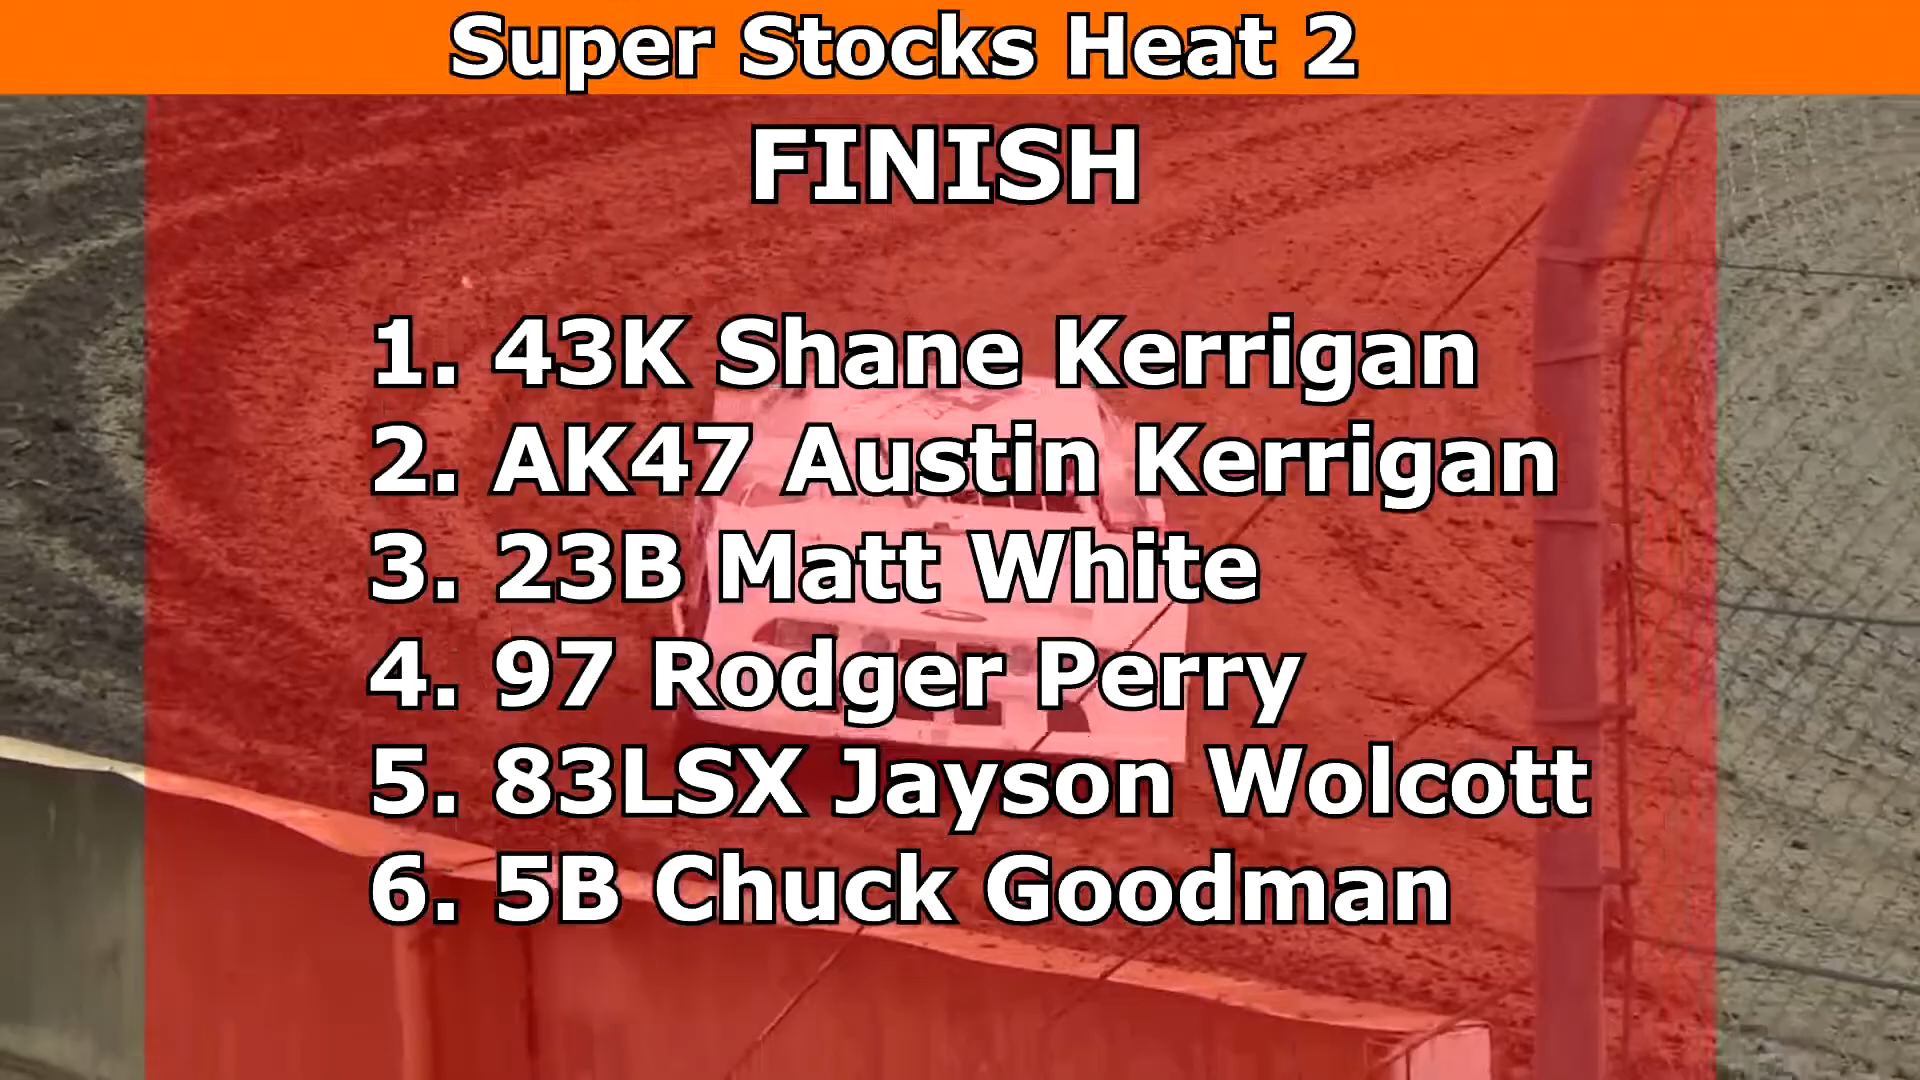 Super Stocks Heat 2
FINISH
1. 43K Shane Kerrigan
2. AK47 Austin Kerrigan
3. 23B Matt White
4. 97 Rodger Perry
5. 83LSX Jayson Wolcott
6. 5B Chuck Goodman